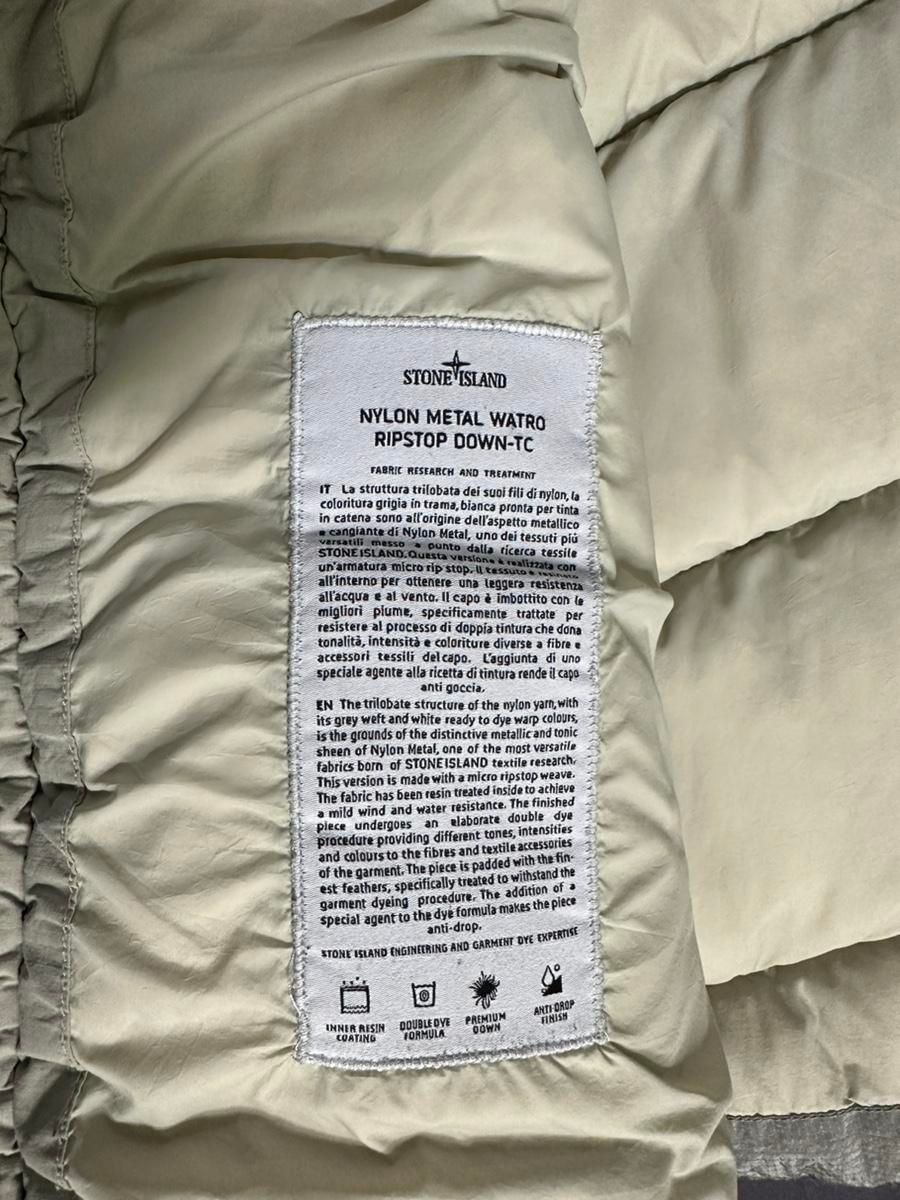 STONE ISLAND
NYLON METAL WATRO
RIPSTOP DOWN-TC
FABRIC RESEARCH AND TREATMENT
IT La struttura trilobata dei suoi fili di nylon, la
coloritura grigia in trama, bianca pronta per tinta
in catena sono all'origine dell'aspetto metallico
e cangiante di Nylon Metal, uno dei tessuti più
versatili messo a punto dalla ricerca tessile
STONE ISLAND. Questa versione è realizzata con
un'armatura micro rip stop. Il tessuto è
all'interno per ottenere una leggera resistenza
all'acqua e al vento. Il capo è imbottito con le
migliori piume, specificamente trattate per
resistere al processo di doppia tintura che dona
tonalità, intensità e coloriture diverse a fibre e
accessori tessili del capo. L'aggiunta di uno
speciale agente alla ricetta di tintura rende il capo
anti goccia.
EN The trilobate structure of the nylon yarn, with
its grey weft and white ready to dye warp colours,
is the grounds of the distinctive metallic and tonic
sheen of Nylon Metal, one of the most versatile
fabrics born of STONE ISLAND textile research.
This version is made with a micro ripstop weave.
The fabric has been resin treated inside to achieve
a mild wind and water resistance. The finished
piece undergoes an elaborate double dye
procedure providing different tones, intensities
and colours to the fibres and textile accessories
of the garment. The piece is padded with the fin-
est feathers, specifically treated to withstand the
garment dyeing procedure. The addition of a
special agent to the dye formula makes the piece
anti-drop.
STONE ISLAND ENGINEERING AND GARMENT DYE EXPERTISE
INNER RESIN
COATING
DOUBLE DYE
FORMULA
PREMIUM
DOWN
ANTI-DROP
FINISH